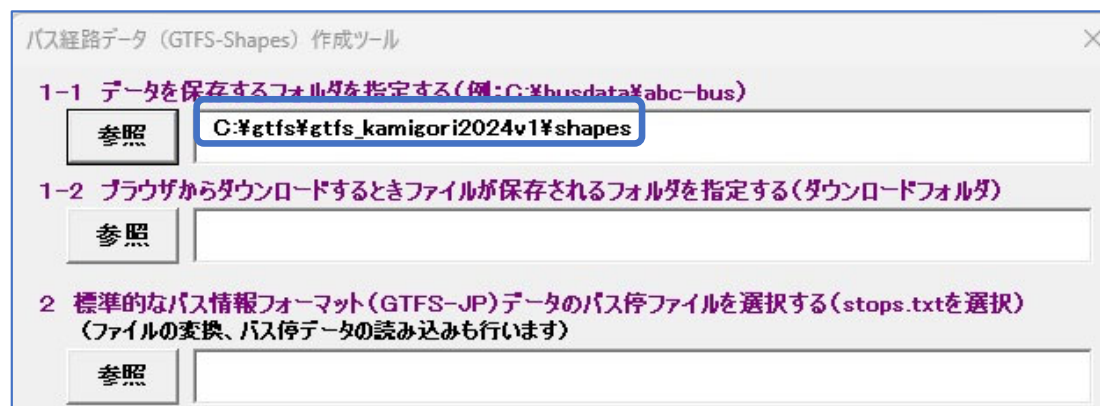 バス経路データ（GTFS-Shapes）作成ツール
1-1 データを保存するフォルダを指定する(例:C:¥busdata¥abc-bus)
参照
C:¥gtfs¥gtfs_kamigori2024v1¥shapes
1-2 ブラウザからダウンロードするときファイルが保存されるフォルダを指定する(ダウンロードフォルダ)
参照
2 標準的なバス情報フォーマット(GTFS-JP)データのバス停ファイルを選択する(stops.txtを選択)
(ファイルの変換、バス停データの読み込みも行います)
参照